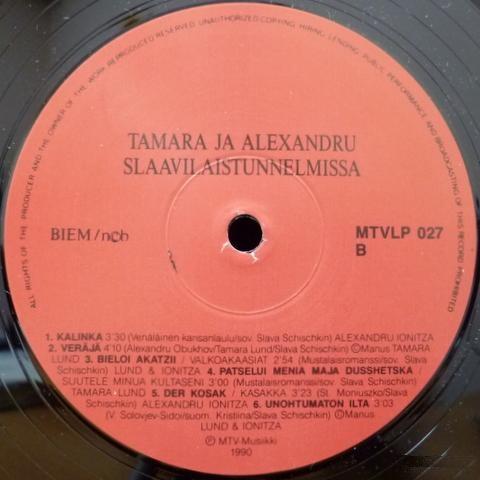 ALL RIGHTS OF THE PRODUCER AND THE OWNER OF THE WORK REPRODUCED RESERVED. UNAUTHORIZED COPYING, HIRING, LENDING, PUBLIC PERFORMANCE AND BROADCASTING OF THIS RECORD PROHIBITED
TAMARA JA ALEXANDRU
SLAAVILAISTUNNELMISSA
BIEM/ncb
MTVLP 027
B
1. KALINKA 3'30 (Venäläinen kansanlaulu/sov. Slava Schischkin) ALEXANDRU IONITZA
2. VERÄJÄ 4'10 (Alexandru Obukhov/Tamara Lund/Slava Schischkin) ©Manus TAMARA
LUND 3. BIELOI AKATZII / VALKOAKAASIAT 2'54 (Mustalaisromanssi/sov. Slava
Schischkin) LUND & IONITZA 4. PATSELUI MENIA MAJA DUSSHETSKA /
SUUTELE MINUA KULTASENI 3'00 (Mustalaisromanssi/sov. Slava Schischkin)
TAMARA LUND 5. DER KOSAK / KASAKKA 3'23 (St. Moniuszko/Slava
Schischkin) ALEXANDRU IONITZA 6. UNOHTUMATON ILTA 3'03
(V. Solovjev-Sidoi/suom. Kristiina/Slava Schischkin) ©Manus
LUND & IONITZA
℗ MTV-Musiikki
1990